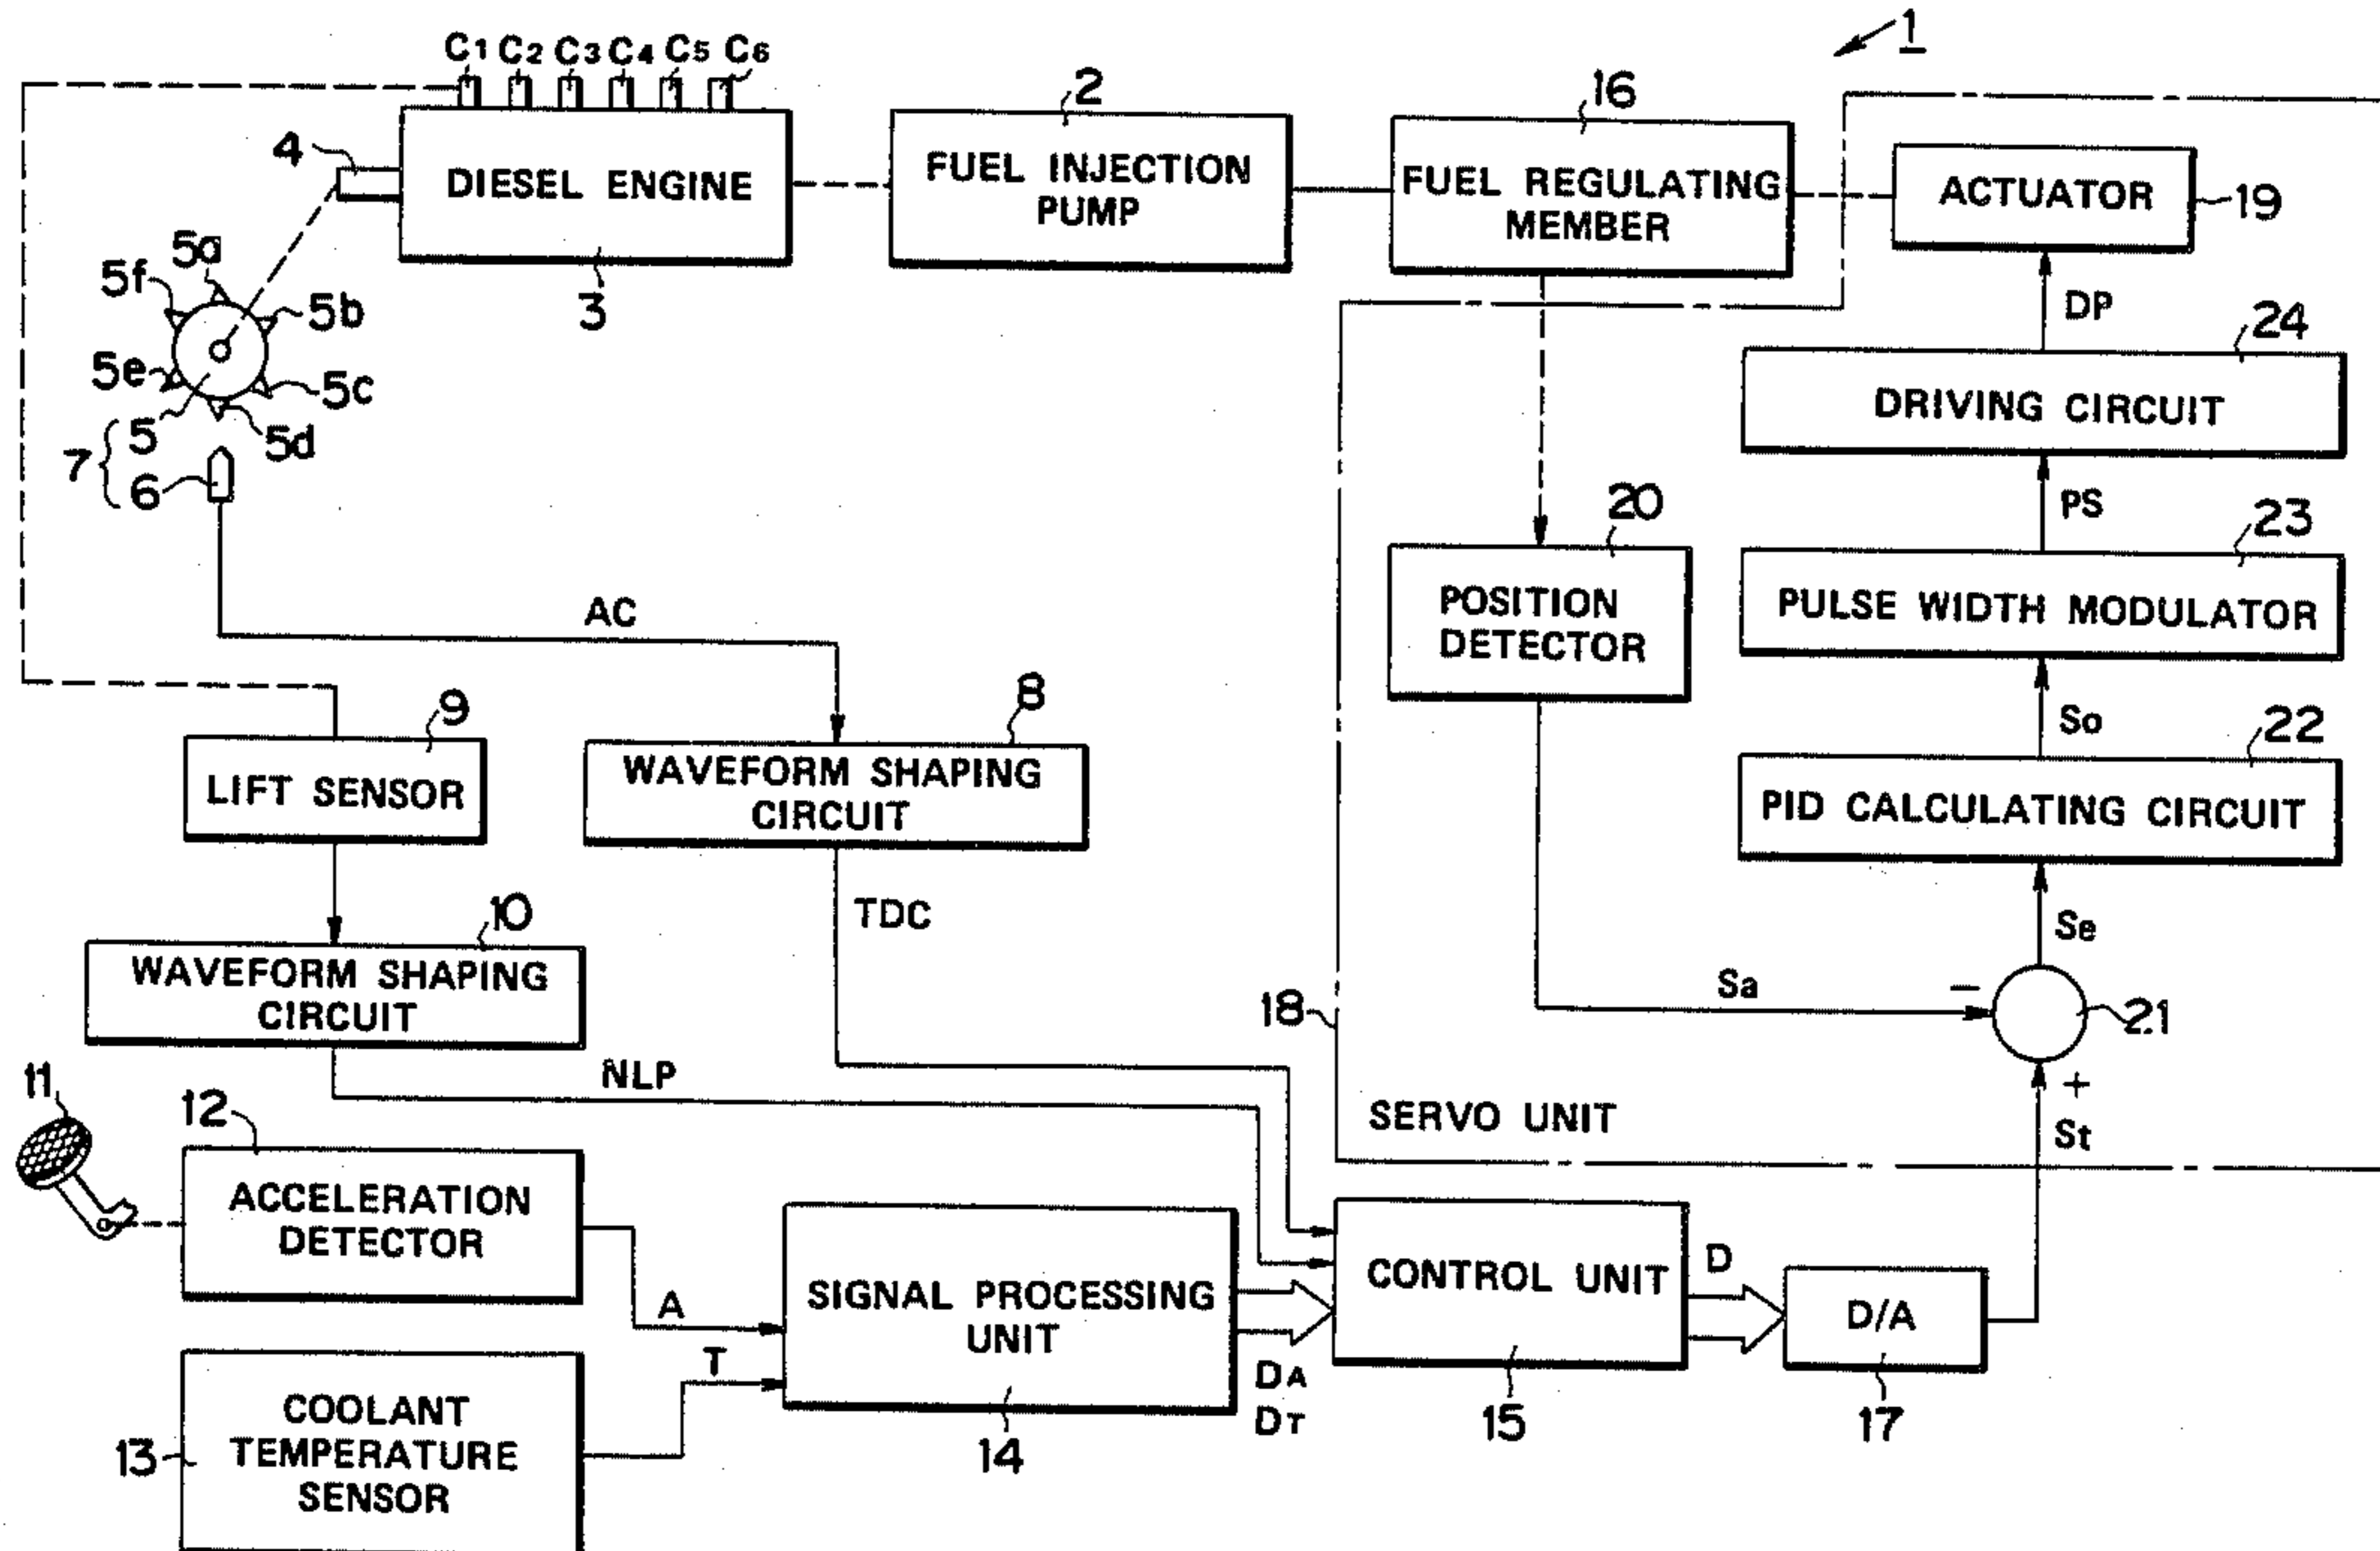 1
C1 C2 C3 C4 C5 C6
2
16
4
DIESEL ENGINE
3
FUEL INJECTION
PUMP
FUEL REGULATING
MEMBER
ACTUATOR
19
5a
5f
5b
5e
5c
5
5d
7
6
DP
24
DRIVING CIRCUIT
PS
20
23
POSITION
DETECTOR
PULSE WIDTH MODULATOR
AC
9
8
So
22
LIFT SENSOR
WAVEFORM SHAPING
CIRCUIT
PID CALCULATING CIRCUIT
10
TDC
Se
WAVEFORM SHAPING
CIRCUIT
Sa
−
21
18
+
NLP
SERVO UNIT
St
11
12
ACCELERATION
DETECTOR
A
SIGNAL PROCESSING
UNIT
14
CONTROL UNIT
15
D
D/A
17
T
DA
DT
COOLANT
TEMPERATURE
SENSOR
13